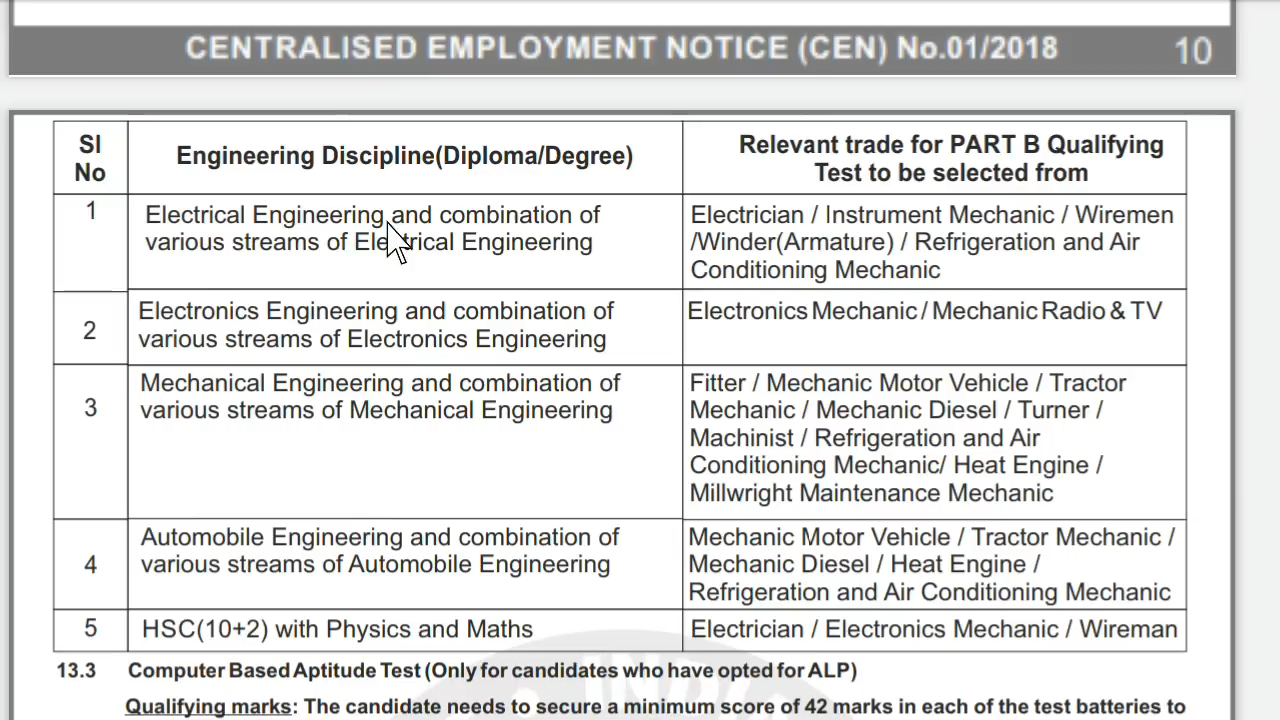 CENTRALISED EMPLOYMENT NOTICE (CEN) No.01/2018 10
Sl
No
Engineering Discipline(Diploma/Degree)
Relevant trade for PART B Qualifying
Test to be selected from
1
Electrical Engineering and combination of
various streams of Electrical Engineering
Electrician / Instrument Mechanic / Wiremen
/Winder(Armature) / Refrigeration and Air
Conditioning Mechanic
2
Electronics Engineering and combination of
various streams of Electronics Engineering
Electronics Mechanic / Mechanic Radio & TV
3
Mechanical Engineering and combination of
various streams of Mechanical Engineering
Fitter / Mechanic Motor Vehicle / Tractor
Mechanic / Mechanic Diesel / Turner /
Machinist / Refrigeration and Air
Conditioning Mechanic/ Heat Engine /
Millwright Maintenance Mechanic
4
Automobile Engineering and combination of
various streams of Automobile Engineering
Mechanic Motor Vehicle / Tractor Mechanic /
Mechanic Diesel / Heat Engine /
Refrigeration and Air Conditioning Mechanic
5
HSC(10+2) with Physics and Maths
Electrician / Electronics Mechanic / Wireman
13.3 Computer Based Aptitude Test (Only for candidates who have opted for ALP)
Qualifying marks: The candidate needs to secure a minimum score of 42 marks in each of the test batteries to